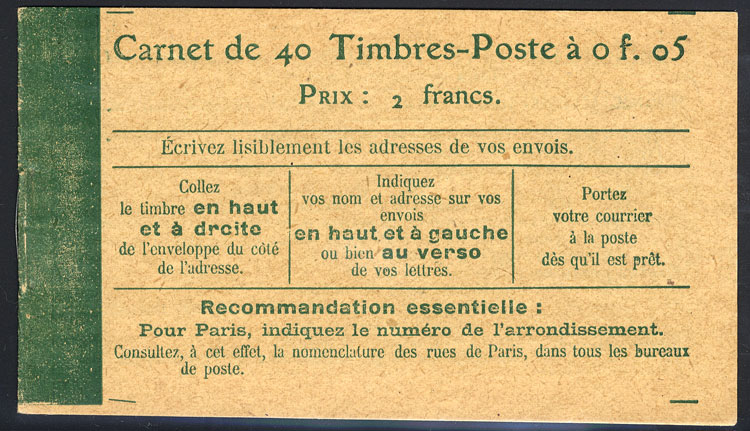 Carnet de 40 Timbres-Poste à 0 f. 05
PRIX : 2 francs.
Écrivez lisiblement les adresses de vos envois.
Collez
le timbre en haut
et à droite
de l'enveloppe du côté
de l'adresse.
Indiquez
vos nom et adresse sur vos
envois
en haut et à gauche
ou bien au verso
de vos lettres.
Portez
votre courrier
à la poste
dès qu'il est prêt.
Recommandation essentielle :
Pour Paris, indiquez le numéro de l'arrondissement.
Consultez, à cet effet, la nomenclature des rues de Paris, dans tous les bureaux
de poste.